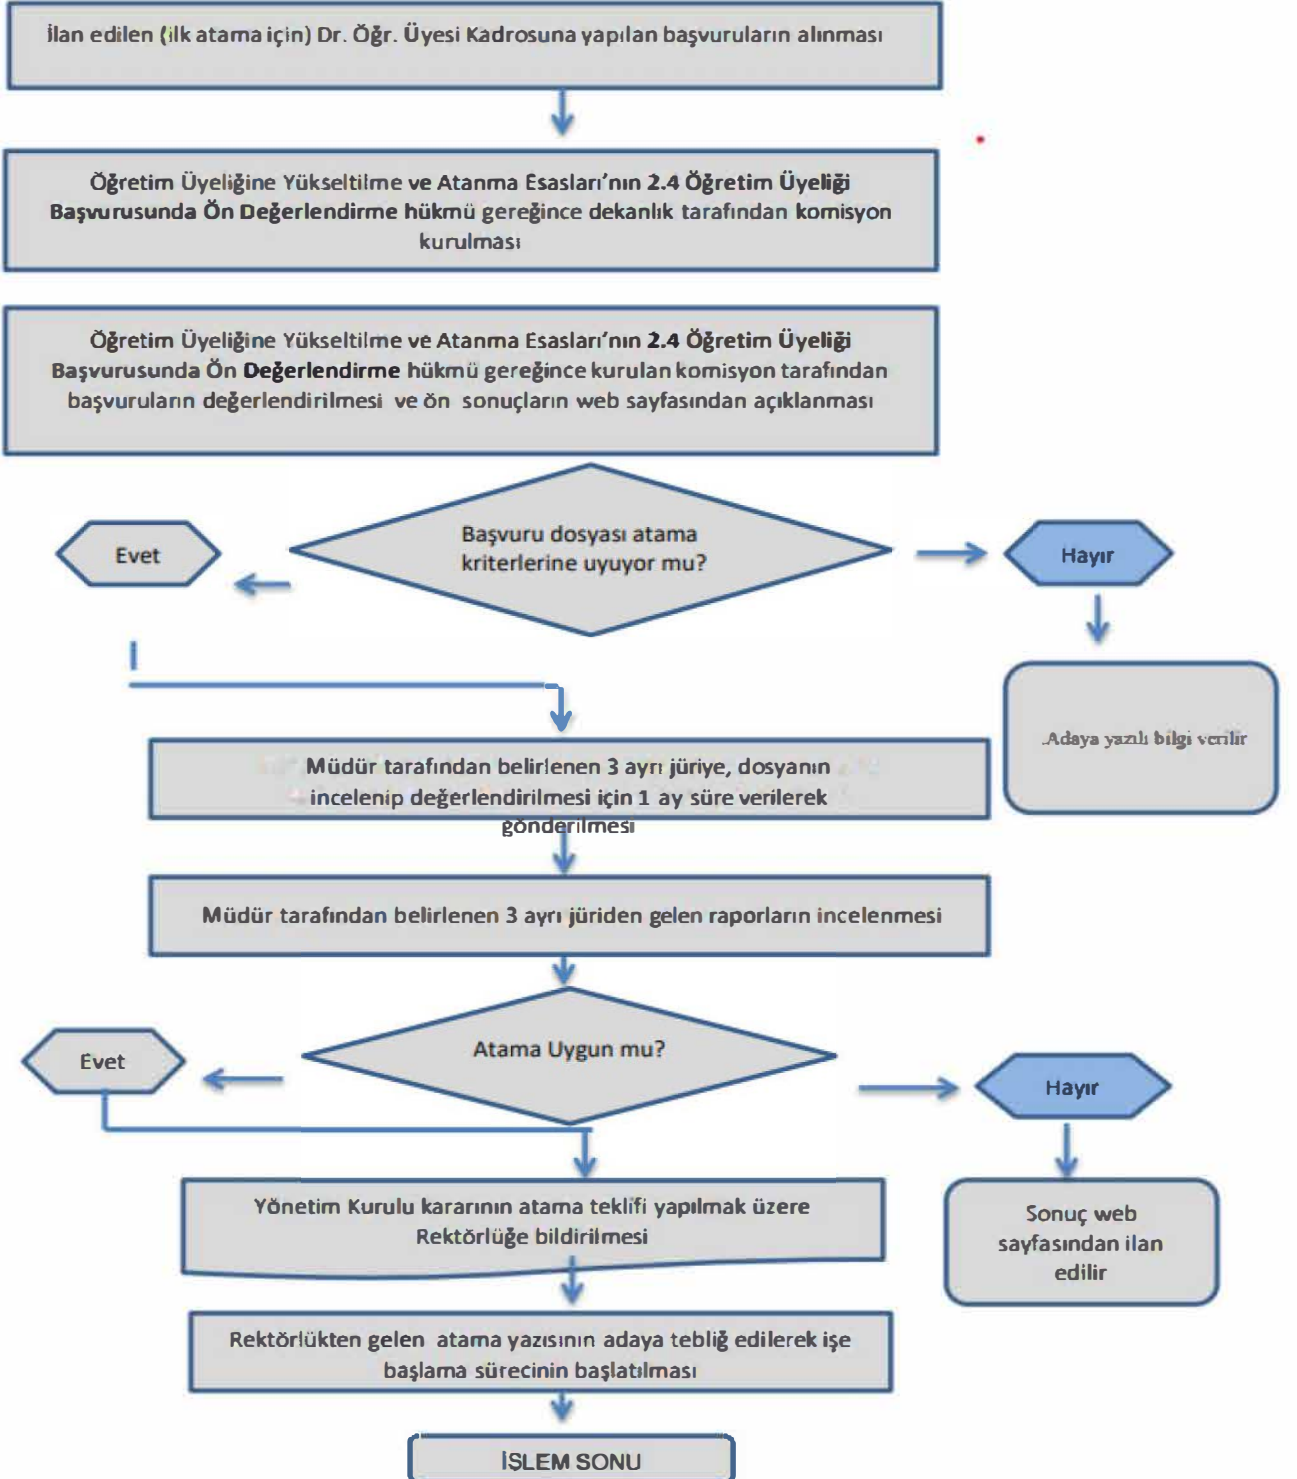 İlan edilen (ilk atama için) Dr. Öğr. Üyesi Kadrosuna yapılan başvuruların alınması
Öğretim Üyeliğine Yükseltilme ve Atanma Esasları'nın 2.4 Öğretim Üyeliği
Başvurusunda Ön Değerlendirme hükmü gereğince dekanlık tarafından komisyon
kurulması
Öğretim Üyeliğine Yükseltilme ve Atanma Esasları'nın 2.4 Öğretim Üyeliği
Başvurusunda Ön Değerlendirme hükmü gereğince kurulan komisyon tarafından
başvuruların değerlendirilmesi ve ön sonuçların web sayfasından açıklanması
Başvuru dosyası atama
kriterlerine uyuyor mu?
Evet
Hayır
Adaya yazılı bilgi verilir
Müdür tarafından belirlenen 3 ayrı jüriye, dosyanın
incelenip değerlendirilmesi için 1 ay süre verilerek
gönderilmesi
Müdür tarafından belirlenen 3 ayrı jüriden gelen raporların incelenmesi
Atama Uygun mu?
Evet
Hayır
Yönetim Kurulu kararının atama teklifi yapılmak üzere
Rektörlüğe bildirilmesi
Sonuç web
sayfasından ilan
edilir
Rektörlükten gelen atama yazısının adaya tebliğ edilerek işe
başlama sürecinin başlatılması
İŞLEM SONU